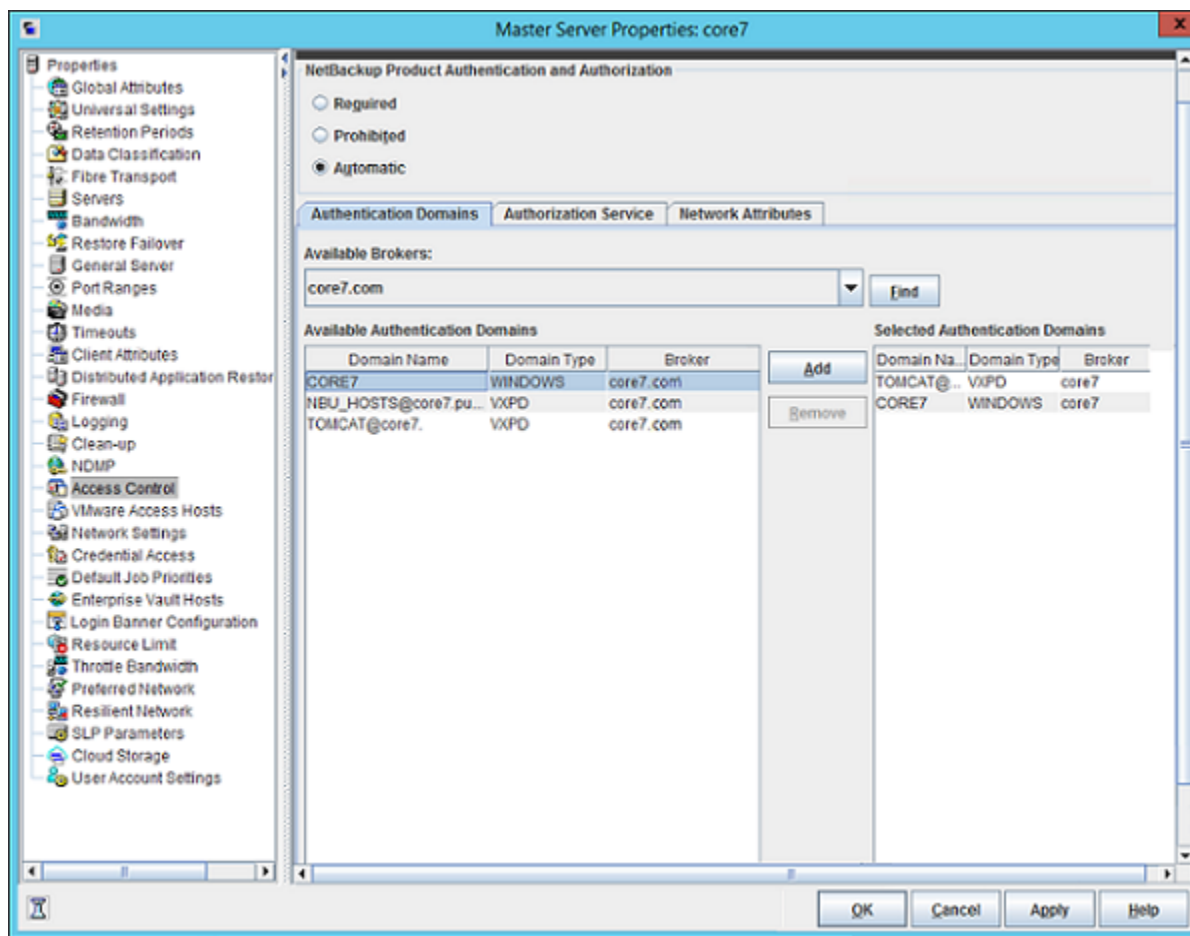 Master Server Properties: core7
x
Properties
Global Attributes
Universal Settings
Retention Periods
Data Classification
Fibre Transport
Servers
Bandwidth
Restore Failover
General Server
Port Ranges
Media
Timeouts
Client Attributes
Distributed Application Restor
Firewall
Logging
Clean-up
NDMP
Access Control
VMware Access Hosts
Network Settings
Credential Access
Default Job Priorities
Enterprise Vault Hosts
Login Banner Configuration
Resource Limit
Throttle Bandwidth
Preferred Network
Resilient Network
SLP Parameters
Cloud Storage
User Account Settings
NetBackup Product Authentication and Authorization
Required
Prohibited
Automatic
Authentication Domains Authorization Service Network Attributes
Available Brokers:
core7.com Find
Available Authentication Domains
Domain Name Domain Type Broker
CORE7 WINDOWS core7.com
NBU_HOSTS@core7.pu... VXPD core7.com
TOMCAT@core7. VXPD core7.com
Add
Remove
Selected Authentication Domains
Domain Na... Domain Type Broker
TOMCAT@... VXPD core7
CORE7 WINDOWS core7
OK Cancel Apply Help